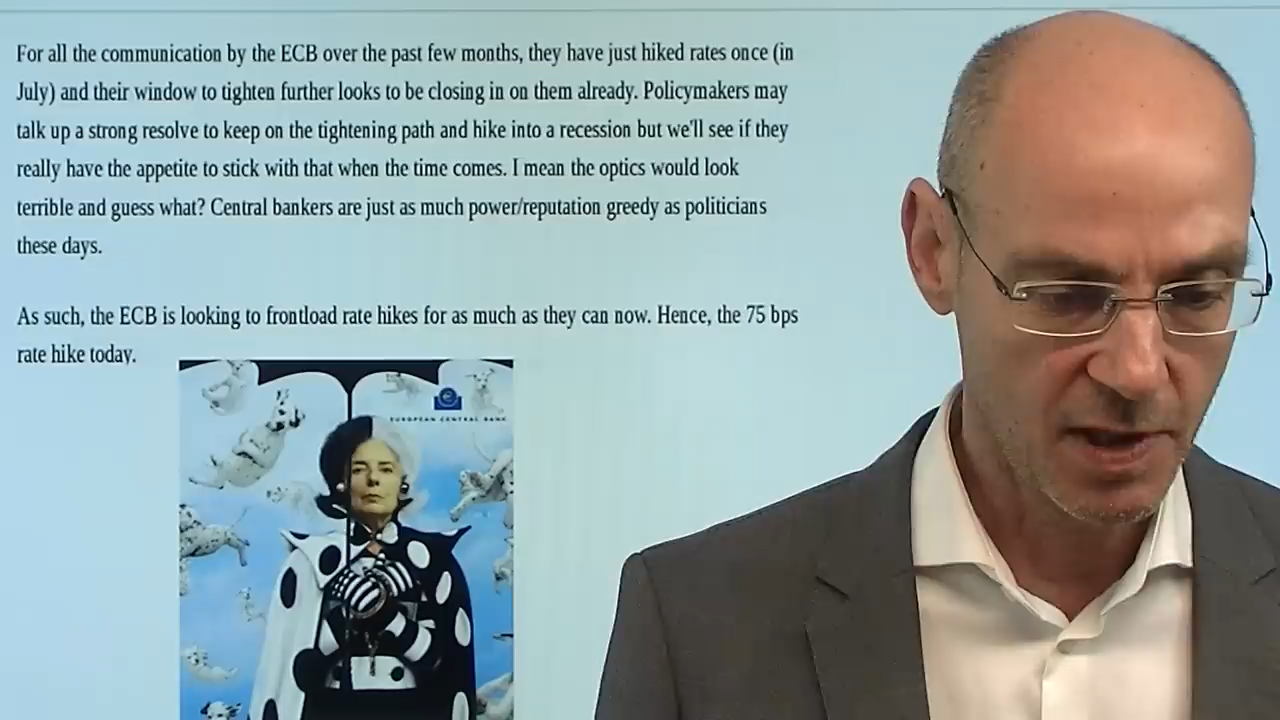 For all the communication by the ECB over the past few months, they have just hiked rates once (in
July) and their window to tighten further looks to be closing in on them already. Policymakers may
talk up a strong resolve to keep on the tightening path and hike into a recession but we'll see if they
really have the appetite to stick with that when the time comes. I mean the optics would look
terrible and guess what? Central bankers are just as much power/reputation greedy as politicians
these days.
As such, the ECB is looking to frontload rate hikes for as much as they can now. Hence, the 75 bps
rate hike today.
EUROPEAN CENTRAL BANK